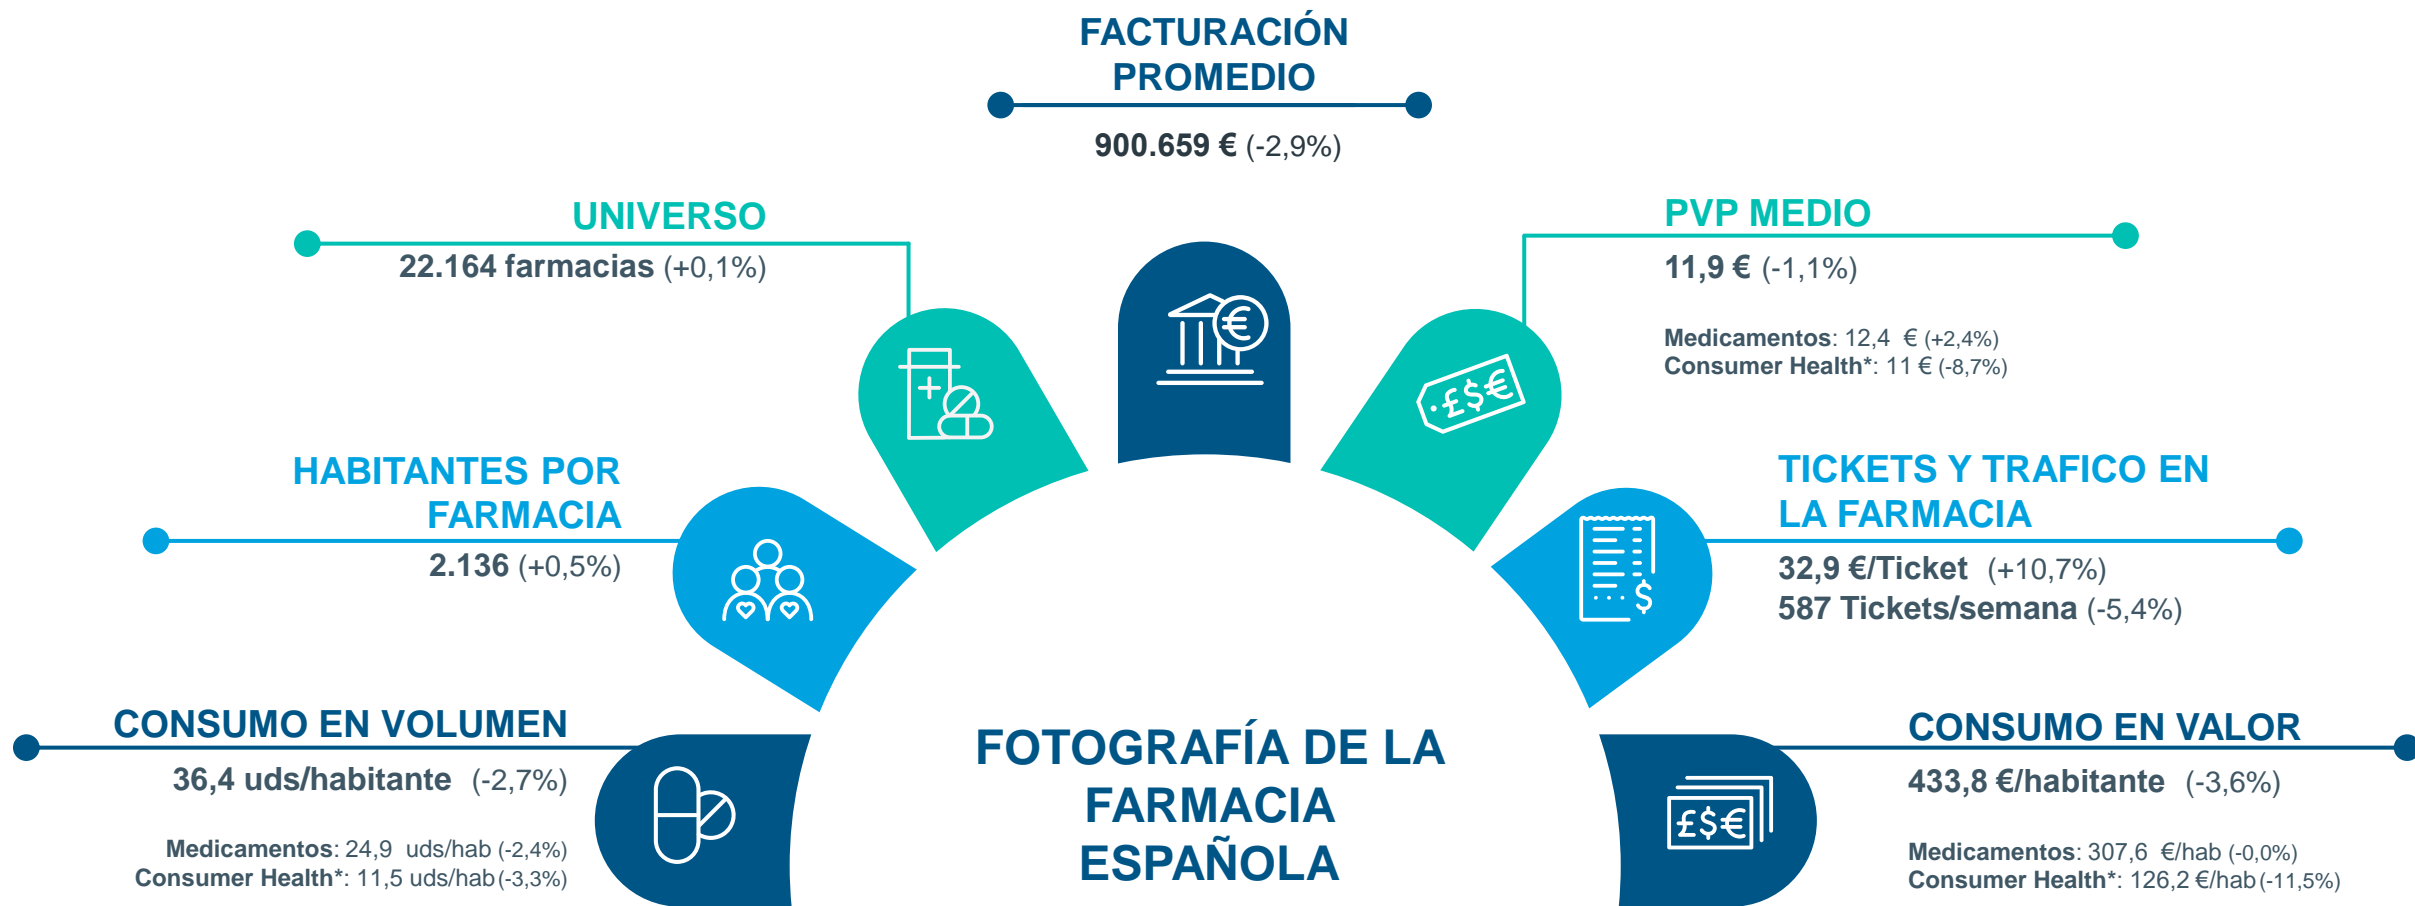 FACTURACIÓN
PROMEDIO
900.659 € (-2,9%)
UNIVERSO
22.164 farmacias (+0,1%)
PVP MEDIO
11,9 € (-1,1%)
Medicamentos: 12,4 € (+2,4%)
Consumer Health*: 11 € (-8,7%)
€
£$€
HABITANTES POR
FARMACIA
2.136 (+0,5%)
TICKETS Y TRAFICO EN
LA FARMACIA
32,9 €/Ticket (+10,7%)
587 Tickets/semana (-5,4%)
$
CONSUMO EN VOLUMEN
36,4 uds/habitante (-2,7%)
Medicamentos: 24,9 uds/hab (-2,4%)
Consumer Health*: 11,5 uds/hab (-3,3%)
FOTOGRAFÍA DE LA
FARMACIA
ESPAÑOLA
£$€
CONSUMO EN VALOR
433,8 €/habitante (-3,6%)
Medicamentos: 307,6 €/hab (-0,0%)
Consumer Health*: 126,2 €/hab (-11,5%)